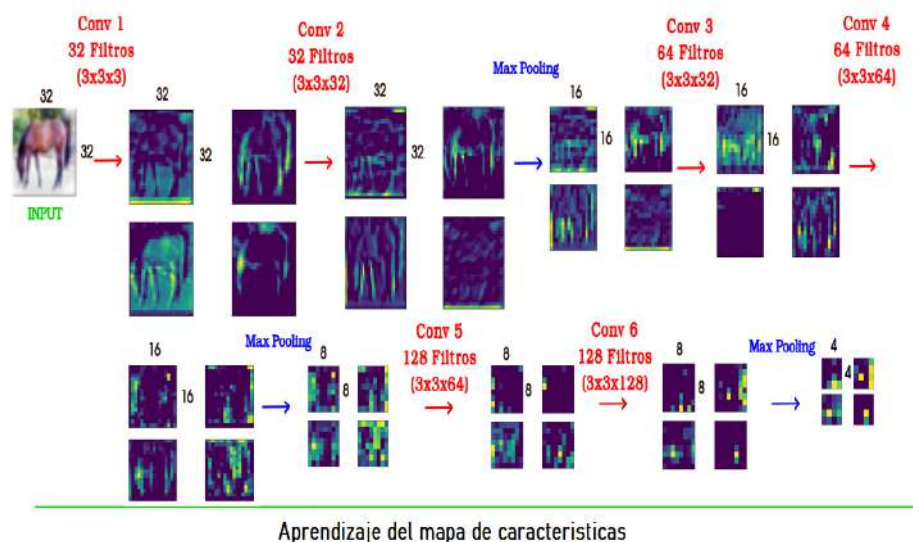 Conv 1
32 Filtros
(3x3x3)
Conv 2
32 Filtros
(3x3x32)
Max Pooling
Conv 3
64 Filtros
(3x3x32)
Conv 4
64 Filtros
(3x3x64)
32
32
INPUT
32
32
32
32
16
16
16
16
16
16
Max Pooling
8
8
Conv 5
128 Filtros
(3x3x64)
8
8
Conv 6
128 Filtros
(3x3x128)
8
8
Max Pooling
4
4
Aprendizaje del mapa de caracteristicas